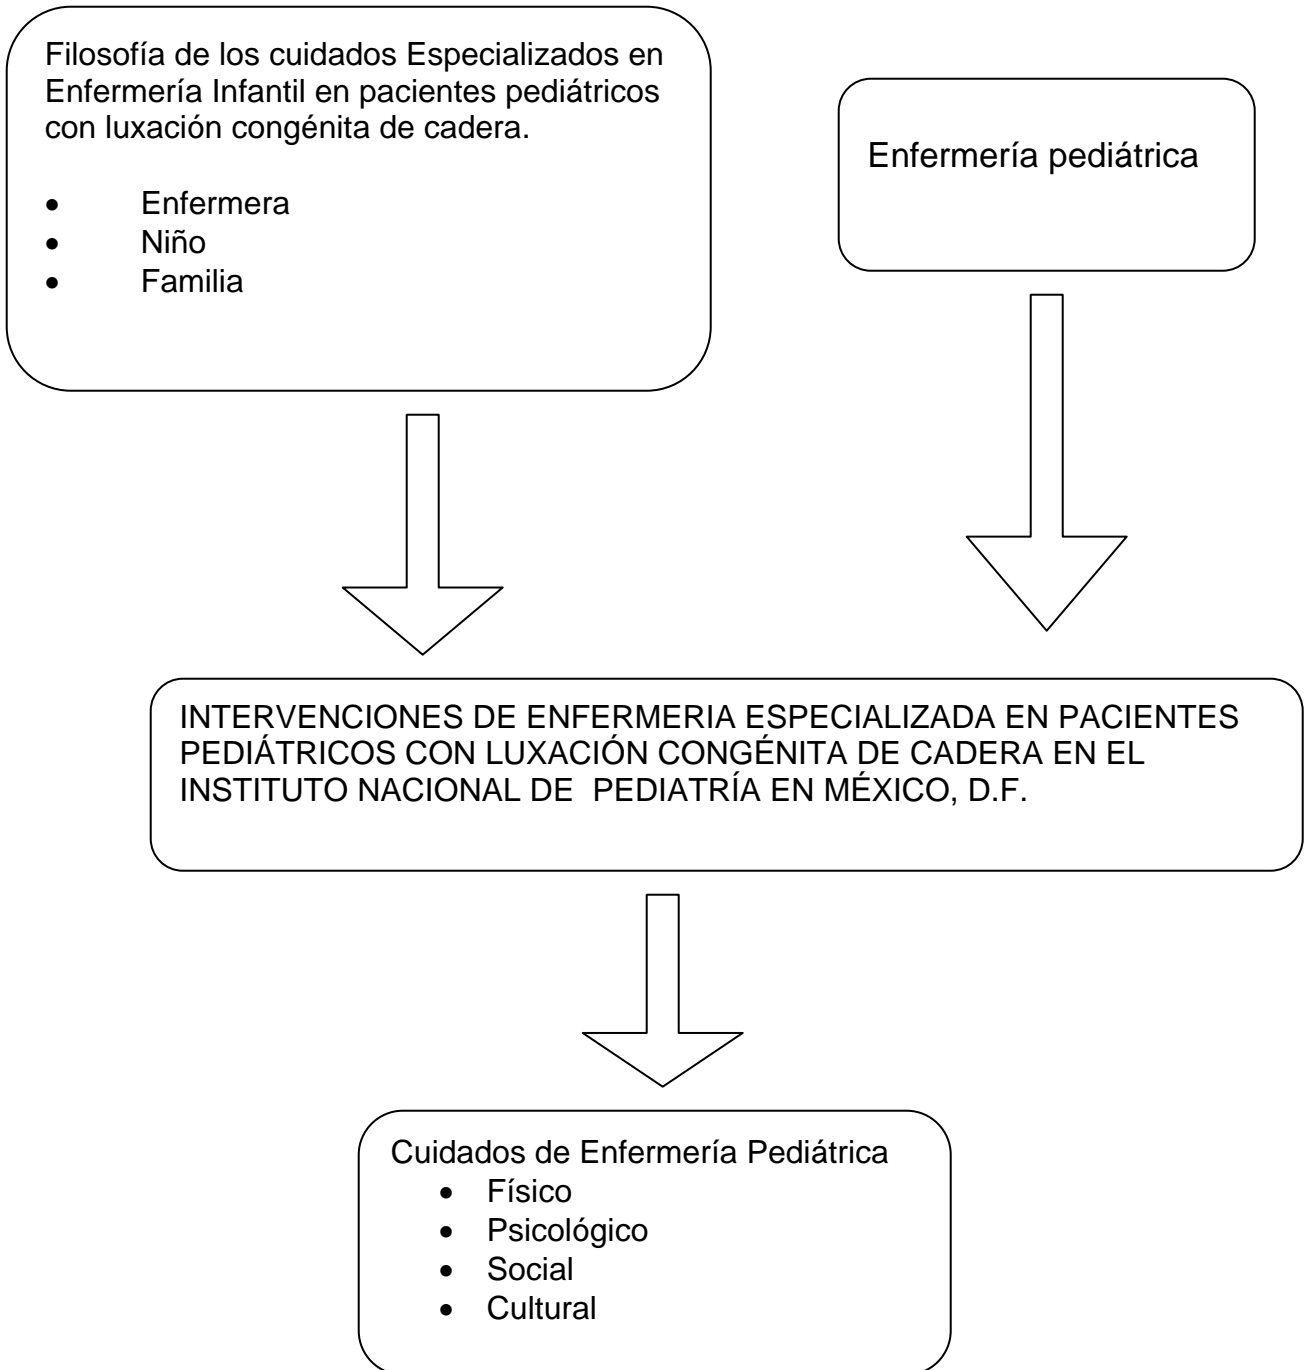 Filosofía de los cuidados Especializados en
Enfermería Infantil en pacientes pediátricos
con luxación congénita de cadera.
• Enfermera
• Niño
• Familia
Enfermería pediátrica
INTERVENCIONES DE ENFERMERIA ESPECIALIZADA EN PACIENTES
PEDIÁTRICOS CON LUXACIÓN CONGÉNITA DE CADERA EN EL
INSTITUTO NACIONAL DE  PEDIATRÍA EN MÉXICO, D.F.
Cuidados de Enfermería Pediátrica
• Físico
• Psicológico
• Social
• Cultural